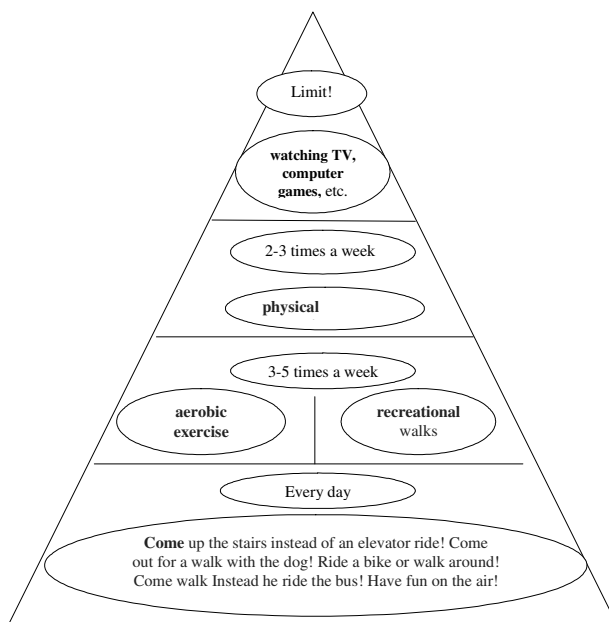 Limit!
watching TV,
computer
games, etc.
2-3 times a week
physical
3-5 times a week
aerobic
exercise
recreational
walks
Every day
Come up the stairs instead of an elevator ride! Come
out for a walk with the dog! Ride a bike or walk around!
Come walk Instead he ride the bus! Have fun on the air!